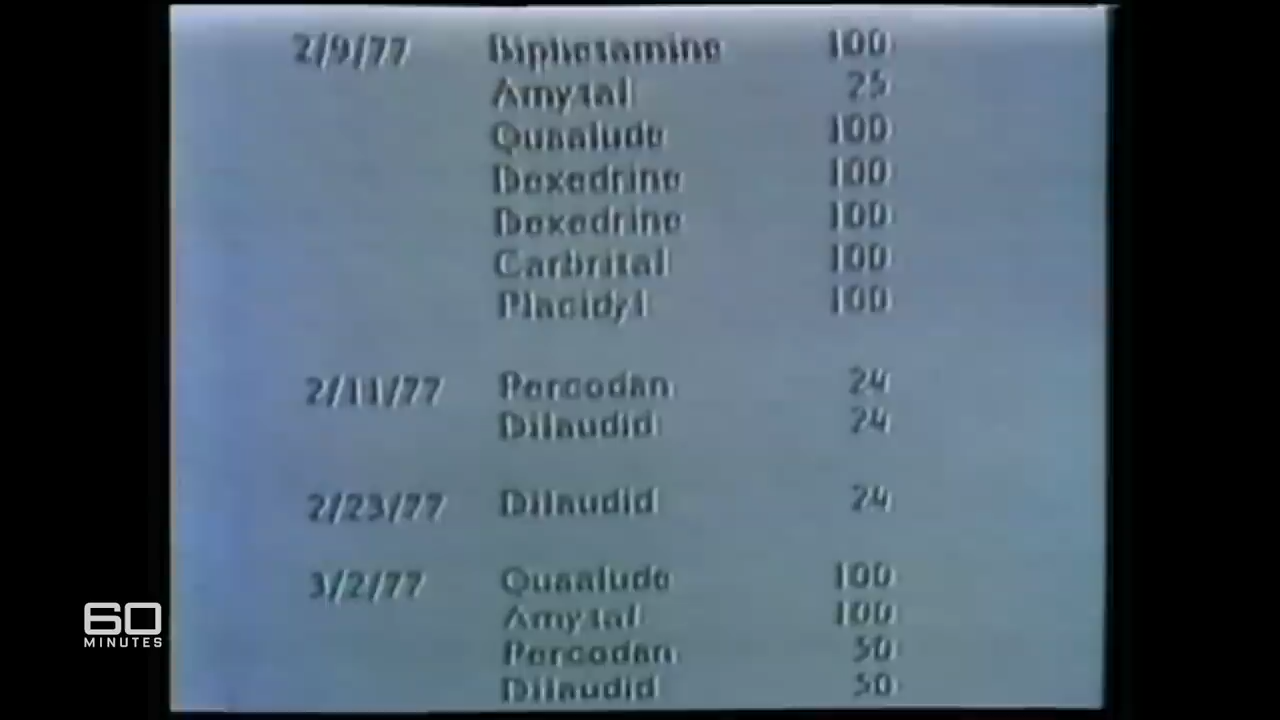 2/9/77 Biphetamine 100
Amytal 25
Quaalude 100
Dexedrine 100
Dexedrine 100
Carbrital 100
Placidyl 100
2/11/77 Percodan 24
Dilaudid 24
2/23/77 Dilaudid 24
3/2/77 Quaalude 100
Amytal 100
Percodan 50
Dilaudid 50
60
MINUTES